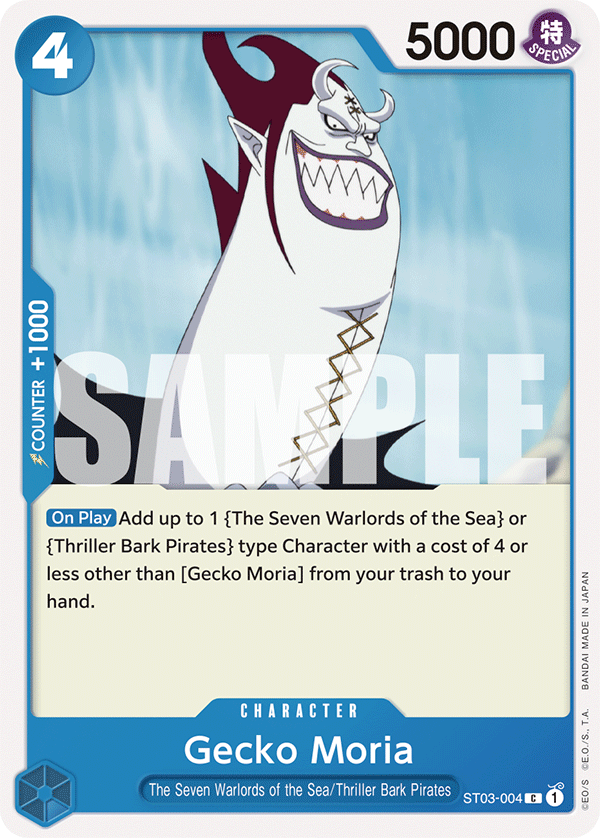 4
5000
特
SPECIAL
COUNTER +1000
SAMPLE
On Play Add up to 1 {The Seven Warlords of the Sea} or
{Thriller Bark Pirates} type Character with a cost of 4 or
less other than [Gecko Moria] from your trash to your
hand.
CHARACTER
Gecko Moria
The Seven Warlords of the Sea/Thriller Bark Pirates
ST03-004 C 1
©EO/S ©E.O./S., T.A. BANDAI MADE IN JAPAN